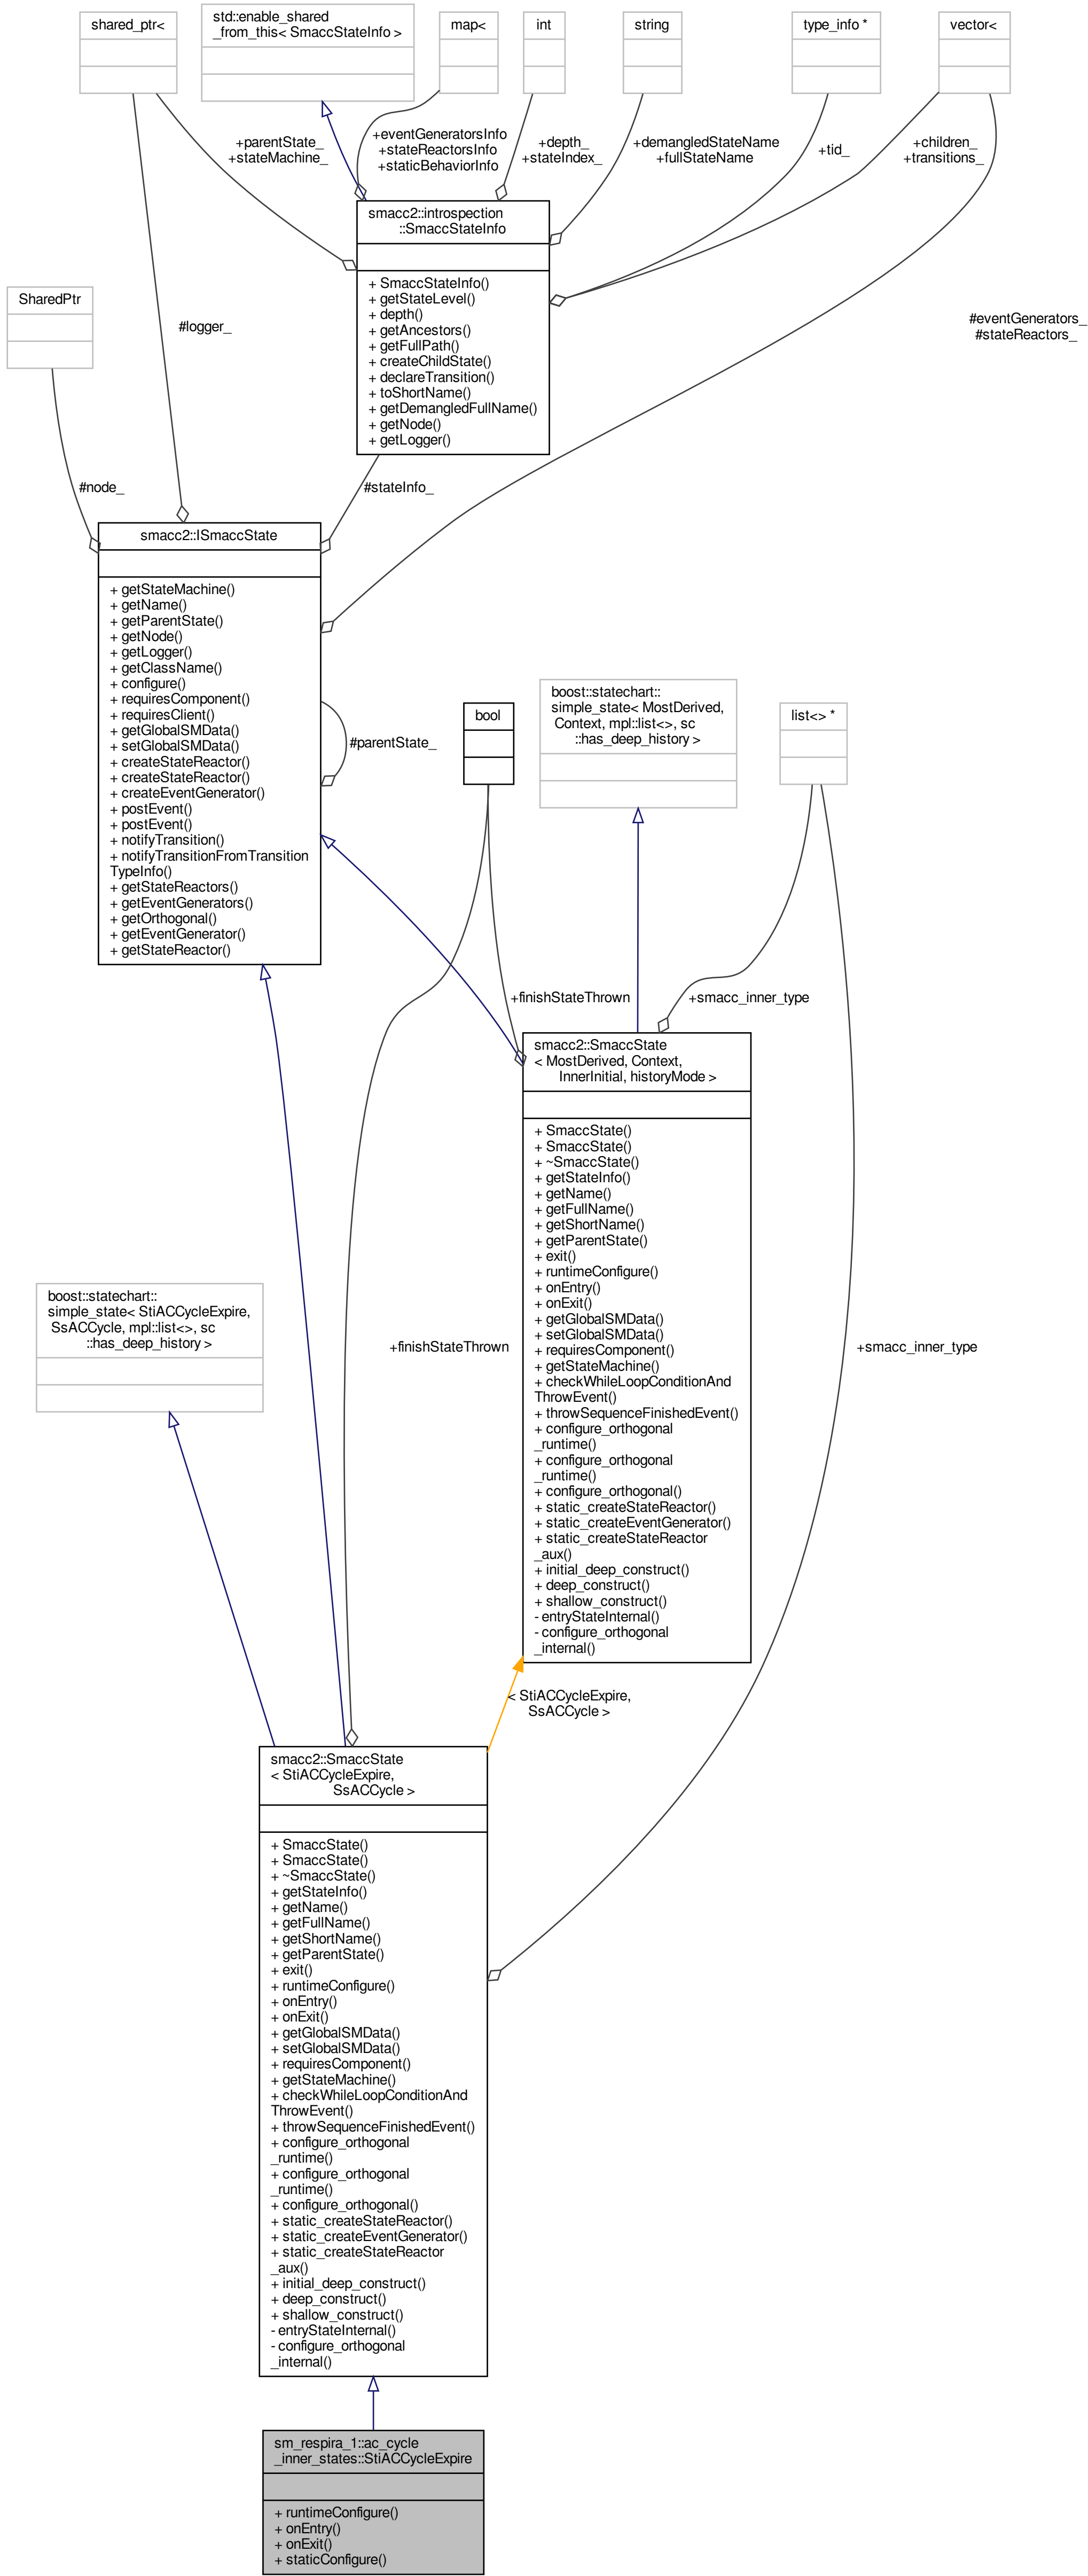 shared_ptr<
std::enable_shared
_from_this< SmaccStateInfo >
map<
int
string
type_info *
vector<
+parentState_
+stateMachine_
+eventGeneratorsInfo
+stateReactorsInfo
+staticBehaviorInfo
+depth_
+stateIndex_
+demangledStateName
+fullStateName
+tid_
+children_
+transitions_
smacc2::introspection
::SmaccStateInfo
+ SmaccStateInfo()
+ getStateLevel()
+ depth()
+ getAncestors()
+ getFullPath()
+ createChildState()
+ declareTransition()
+ toShortName()
+ getDemangledFullName()
+ getNode()
+ getLogger()
SharedPtr
#logger_
#eventGenerators_
#stateReactors_
#node_
#stateInfo_
smacc2::ISmaccState
+ getStateMachine()
+ getName()
+ getParentState()
+ getNode()
+ getLogger()
+ getClassName()
+ configure()
+ requiresComponent()
+ requiresClient()
+ getGlobalSMData()
+ setGlobalSMData()
+ createStateReactor()
+ createStateReactor()
+ createEventGenerator()
+ postEvent()
+ postEvent()
+ notifyTransition()
+ notifyTransitionFromTransition
TypeInfo()
+ getStateReactors()
+ getEventGenerators()
+ getOrthogonal()
+ getEventGenerator()
+ getStateReactor()
#parentState_
bool
boost::statechart::
simple_state< MostDerived,
Context, mpl::list<>, sc
::has_deep_history >
list<> *
+finishStateThrown
+smacc_inner_type
smacc2::SmaccState
< MostDerived, Context,
InnerInitial, historyMode >
+ SmaccState()
+ SmaccState()
+ ~SmaccState()
+ getStateInfo()
+ getName()
+ getFullName()
+ getShortName()
+ getParentState()
+ exit()
+ runtimeConfigure()
+ onEntry()
+ onExit()
+ getGlobalSMData()
+ setGlobalSMData()
+ requiresComponent()
+ getStateMachine()
+ checkWhileLoopConditionAnd
ThrowEvent()
+ throwSequenceFinishedEvent()
+ configure_orthogonal
_runtime()
+ configure_orthogonal
_runtime()
+ configure_orthogonal()
+ static_createStateReactor()
+ static_createEventGenerator()
+ static_createStateReactor
_aux()
+ initial_deep_construct()
+ deep_construct()
+ shallow_construct()
- entryStateInternal()
- configure_orthogonal
_internal()
boost::statechart::
simple_state< StiACCycleExpire,
SsACCycle, mpl::list<>, sc
::has_deep_history >
+finishStateThrown
+smacc_inner_type
< StiACCycleExpire,
SsACCycle >
smacc2::SmaccState
< StiACCycleExpire,
SsACCycle >
+ SmaccState()
+ SmaccState()
+ ~SmaccState()
+ getStateInfo()
+ getName()
+ getFullName()
+ getShortName()
+ getParentState()
+ exit()
+ runtimeConfigure()
+ onEntry()
+ onExit()
+ getGlobalSMData()
+ setGlobalSMData()
+ requiresComponent()
+ getStateMachine()
+ checkWhileLoopConditionAnd
ThrowEvent()
+ throwSequenceFinishedEvent()
+ configure_orthogonal
_runtime()
+ configure_orthogonal
_runtime()
+ configure_orthogonal()
+ static_createStateReactor()
+ static_createEventGenerator()
+ static_createStateReactor
_aux()
+ initial_deep_construct()
+ deep_construct()
+ shallow_construct()
- entryStateInternal()
- configure_orthogonal
_internal()
sm_respira_1::ac_cycle
_inner_states::StiACCycleExpire
+ runtimeConfigure()
+ onEntry()
+ onExit()
+ staticConfigure()